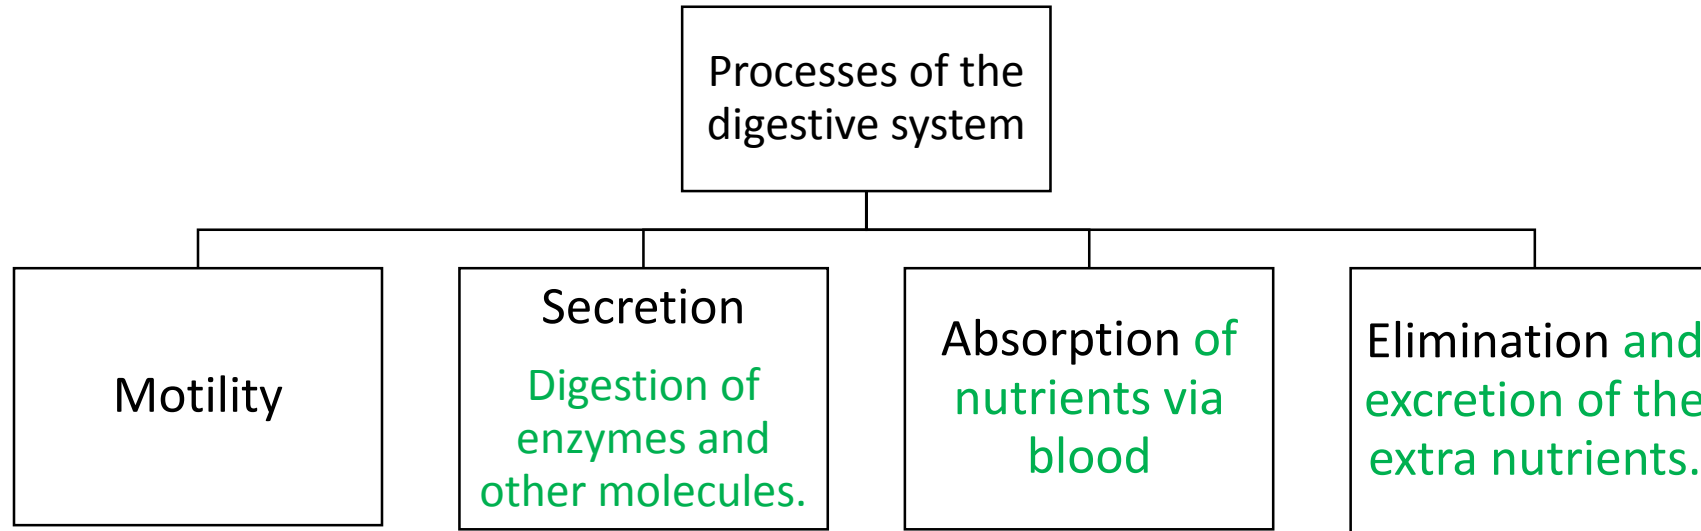 Processes of the
digestive system
Motility
Secretion
Digestion of
enzymes and
other molecules.
Absorption of
nutrients via
blood
Elimination and
excretion of the
extra nutrients.